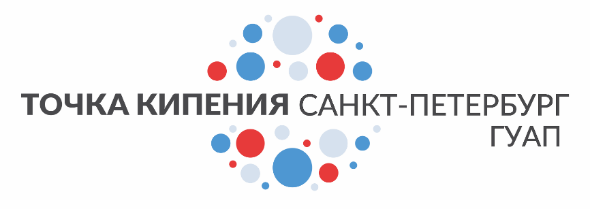 ТОЧКА КИПЕНИЯ САНКТ-ПЕТЕРБУРГ
ГУАП